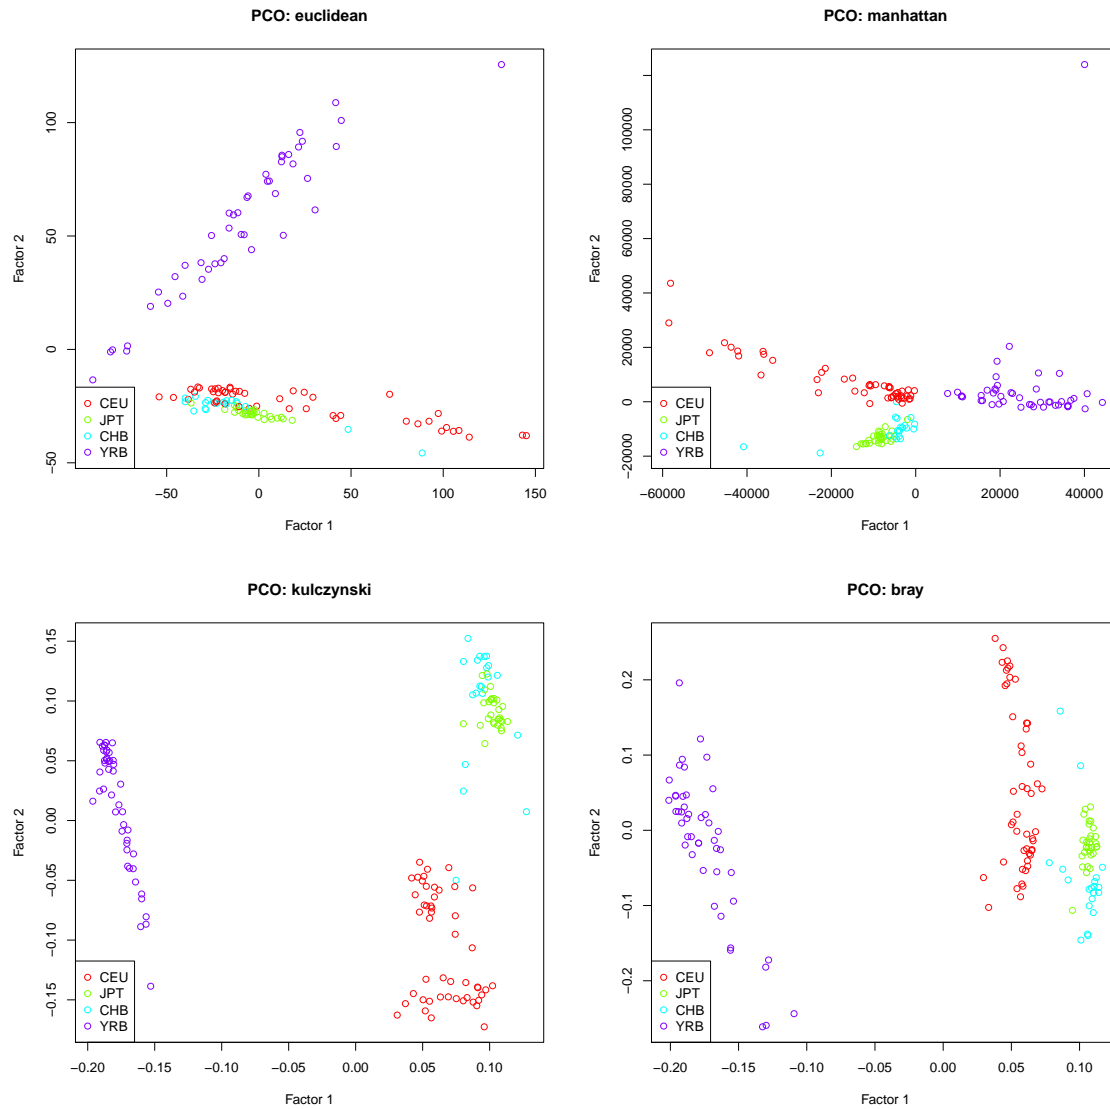 PCO: euclidean
Factor 2
−50 0 50 100
CEU
JPT
CHB
YRB
−50 0 50 100 150
Factor 1
PCO: manhattan
Factor 2
−20000 0 20000 40000 60000 80000 100000
CEU
JPT
CHB
YRB
−60000 −40000 −20000 0 20000 40000
Factor 1
PCO: kulczynski
Factor 2
−0.15 −0.10 −0.05 0.00 0.05 0.10 0.15
CEU
JPT
CHB
YRB
−0.20 −0.15 −0.10 −0.05 0.00 0.05 0.10
Factor 1
PCO: bray
Factor 2
−0.2 −0.1 0.0 0.1 0.2
CEU
JPT
CHB
YRB
−0.20 −0.15 −0.10 −0.05 0.00 0.05 0.10
Factor 1